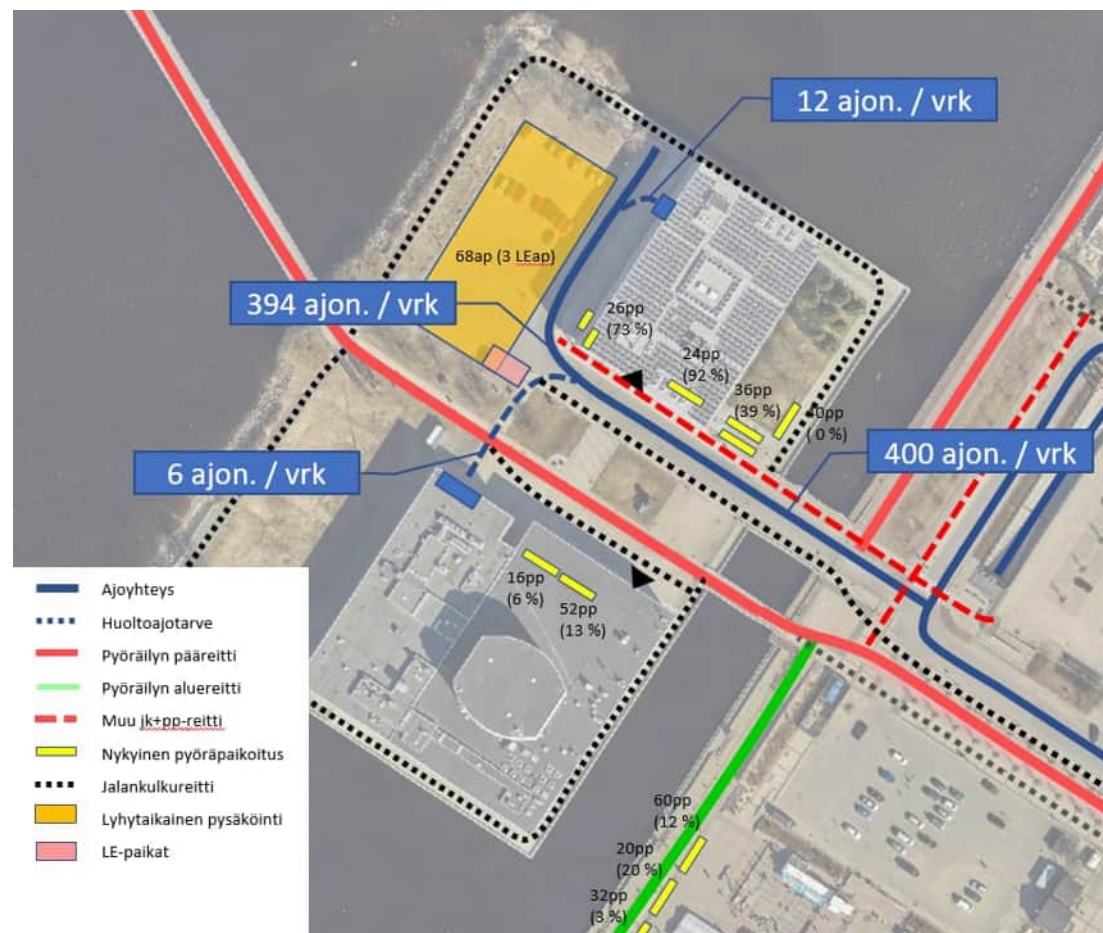 12 ajon. / vrk
68ap (3 LEap)
394 ajon. / vrk
26pp
(73 %)
24pp
(92 %)
36pp
(39 %)
( 0 %)
400 ajon. / vrk
6 ajon. / vrk
16pp
(6 %)
52pp
(13 %)
60pp
(12 %)
20pp
(20 %)
32pp
(3 %)
Ajoyhteys
Huoltoajotarve
Pyöräilyn pääreitti
Pyöräilyn aluereitti
Muu jk+pp-reitti
Nykyinen pyöräpaikoitus
Jalankulkureitti
Lyhytaikainen pysäköinti
LE-paikat